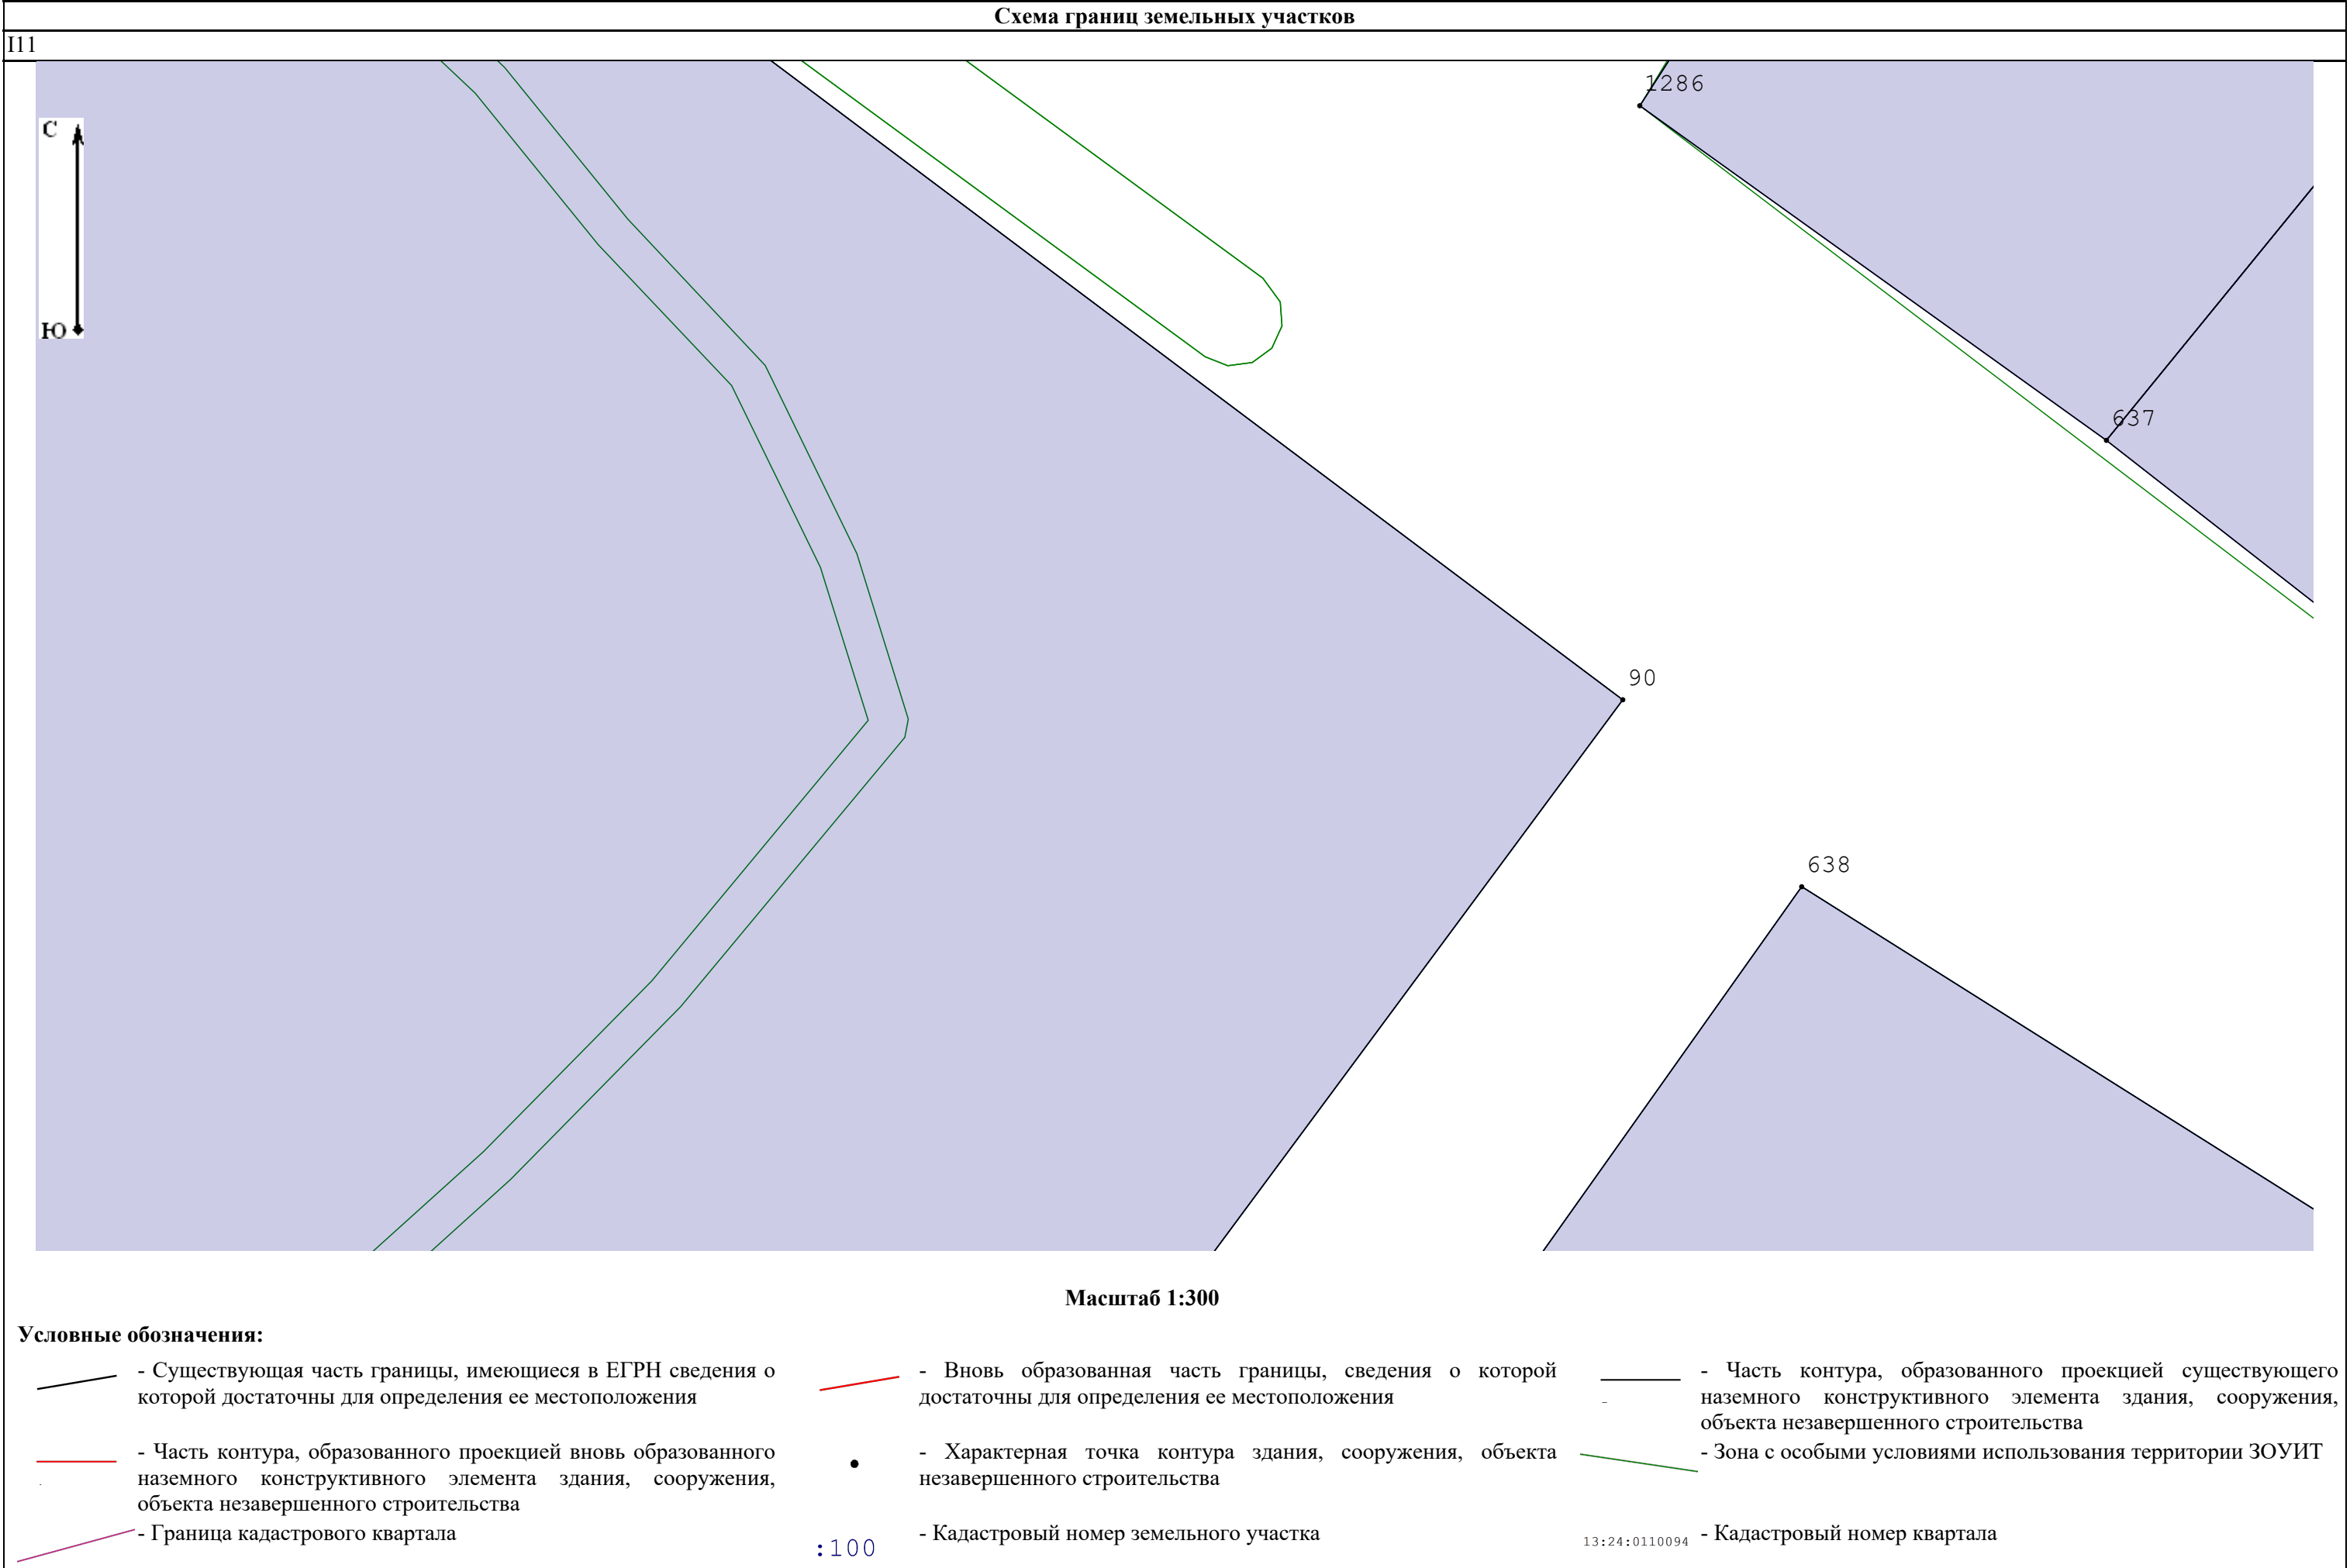 Схема границ земельных участков
I11
1286
С
Ю
637
90
638
Масштаб 1:300
Условные обозначения:
- Существующая часть границы, имеющиеся в ЕГРН сведения о
которой достаточны для определения ее местоположения
- Вновь образованная часть границы, сведения о которой
достаточны для определения ее местоположения
- Часть контура, образованного проекцией существующего
наземного конструктивного элемента здания, сооружения,
объекта незавершенного строительства
- Часть контура, образованного проекцией вновь образованного
наземного конструктивного элемента здания, сооружения,
объекта незавершенного строительства
- Характерная точка контура здания, сооружения, объекта
незавершенного строительства
- Зона с особыми условиями использования территории ЗОУИТ
- Граница кадастрового квартала
:100
- Кадастровый номер земельного участка
13:24:0110094
- Кадастровый номер квартала